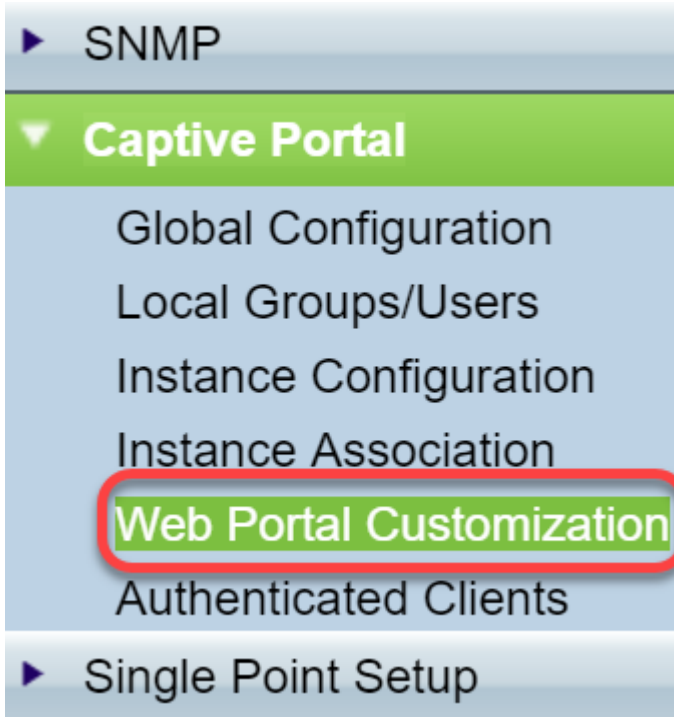 SNMP
Captive Portal
Global Configuration
Local Groups/Users
Instance Configuration
Instance Association
Web Portal Customization
Authenticated Clients
Single Point Setup